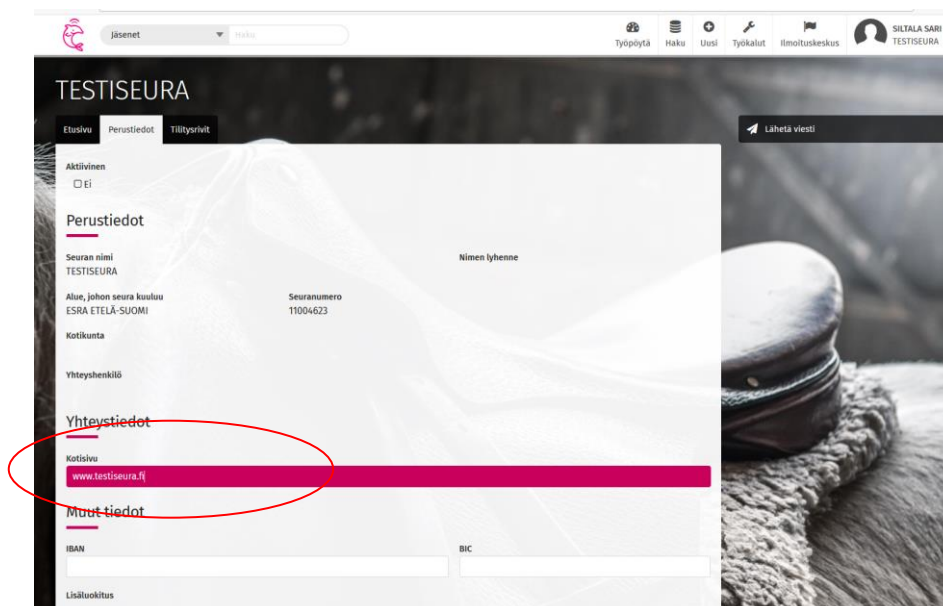 Jäsenet
Haku
Työpöytä
Haku
Uusi
Työkalut
Ilmoituskeskus
SILTALA SARI
TESTISEURA
TESTISEURA
Etusivu
Perustiedot
Tilitysrivit
Lähetä viesti
Aktiivinen
Ei
Perustiedot
Seuran nimi
Nimen lyhenne
TESTISEURA
Alue, johon seura kuuluu
Seuranumero
ESRA ETELÄ-SUOMI
11004623
Kotikunta
Yhteyshenkilö
Yhteystiedot
Kotisivu
www.testiseura.fi
Muut tiedot
IBAN
BIC
Lisäluokitus